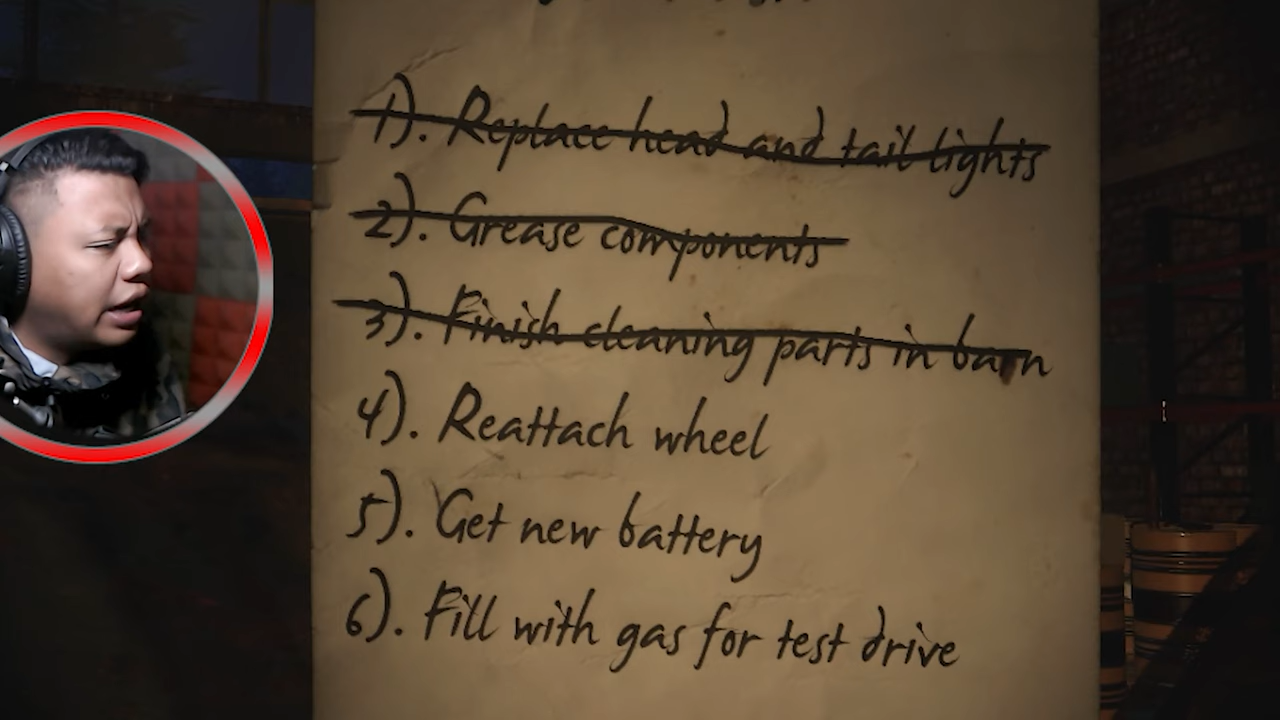 1). Replace head and tail lights
2). Grease components
3). Finish cleaning parts in barn
4). Reattach wheel
5). Get new battery
6). Fill with gas for test drive